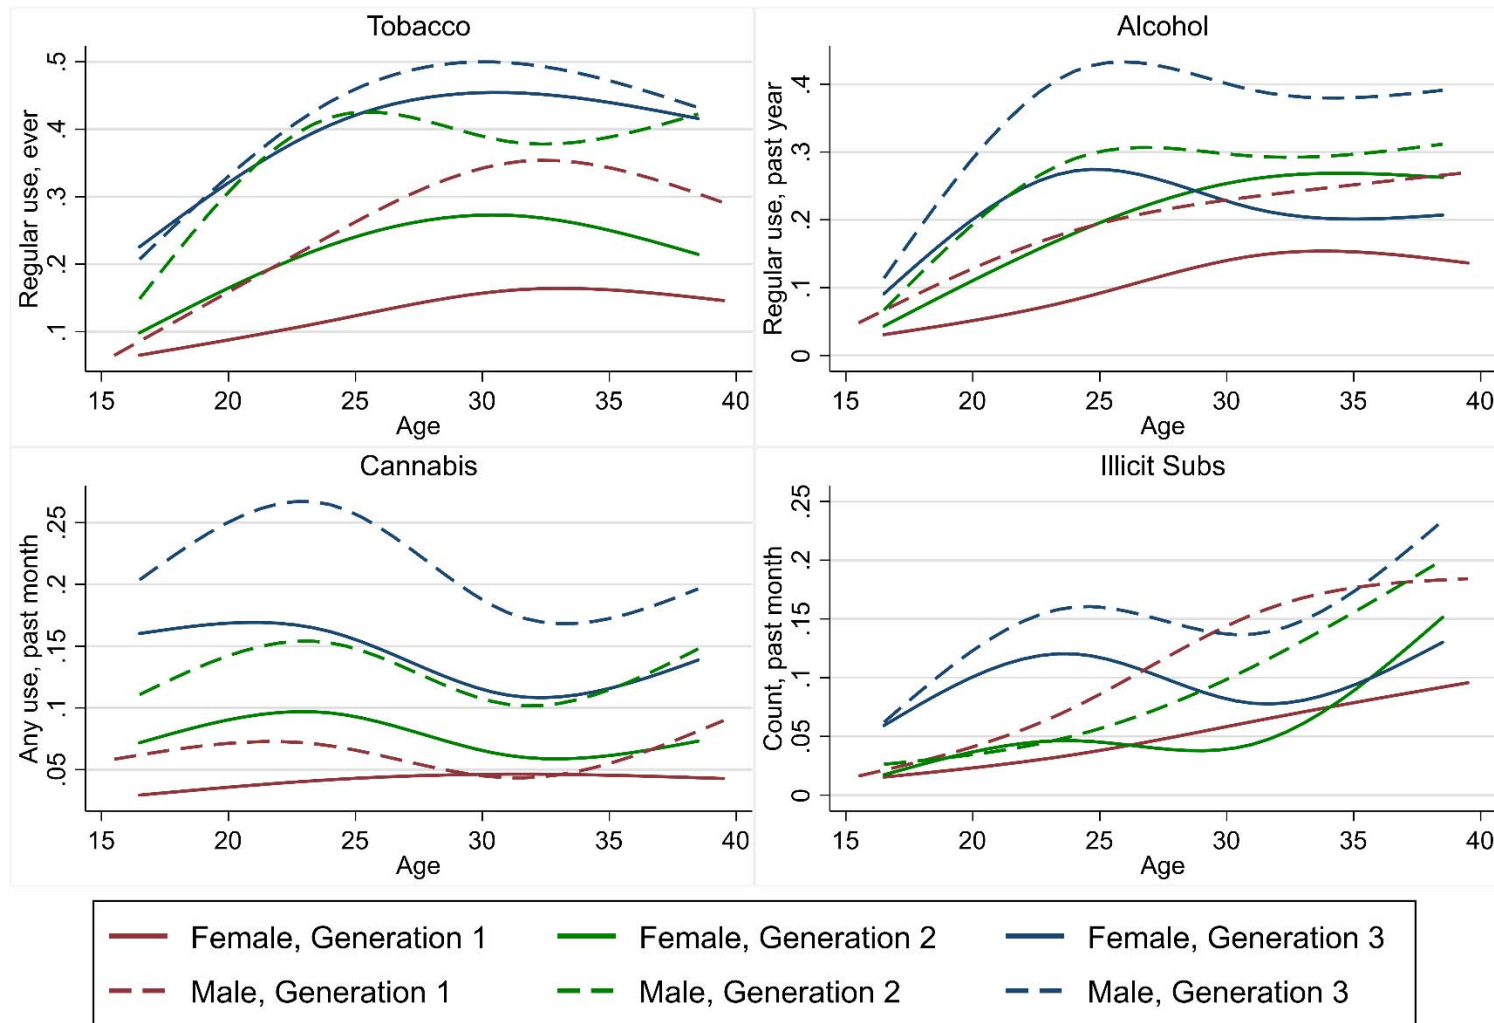 Tobacco
Regular use, ever
.5
.4
.3
.2
.1
15 20 25 30 35 40
Age
Alcohol
Regular use, past year
.4
.3
.2
.1
0
15 20 25 30 35 40
Age
Cannabis
Any use, past month
.25
.2
.15
.1
.05
15 20 25 30 35 40
Age
Illicit Subs
Count, past month
.25
.2
.15
.1
.05
0
15 20 25 30 35 40
Age
Female, Generation 1 Female, Generation 2 Female, Generation 3
Male, Generation 1 Male, Generation 2 Male, Generation 3